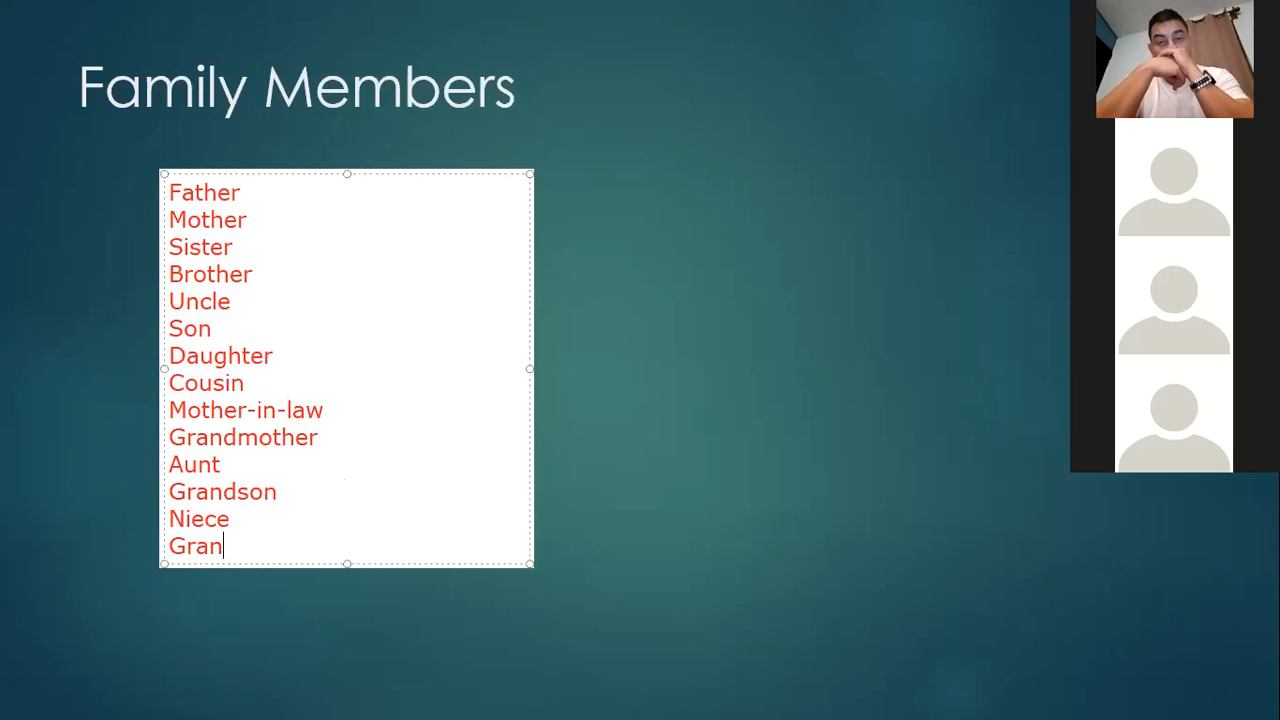 Family Members
Father
Mother
Sister
Brother
Uncle
Son
Daughter
Cousin
Mother-in-law
Grandmother
Aunt
Grandson
Niece
Gran